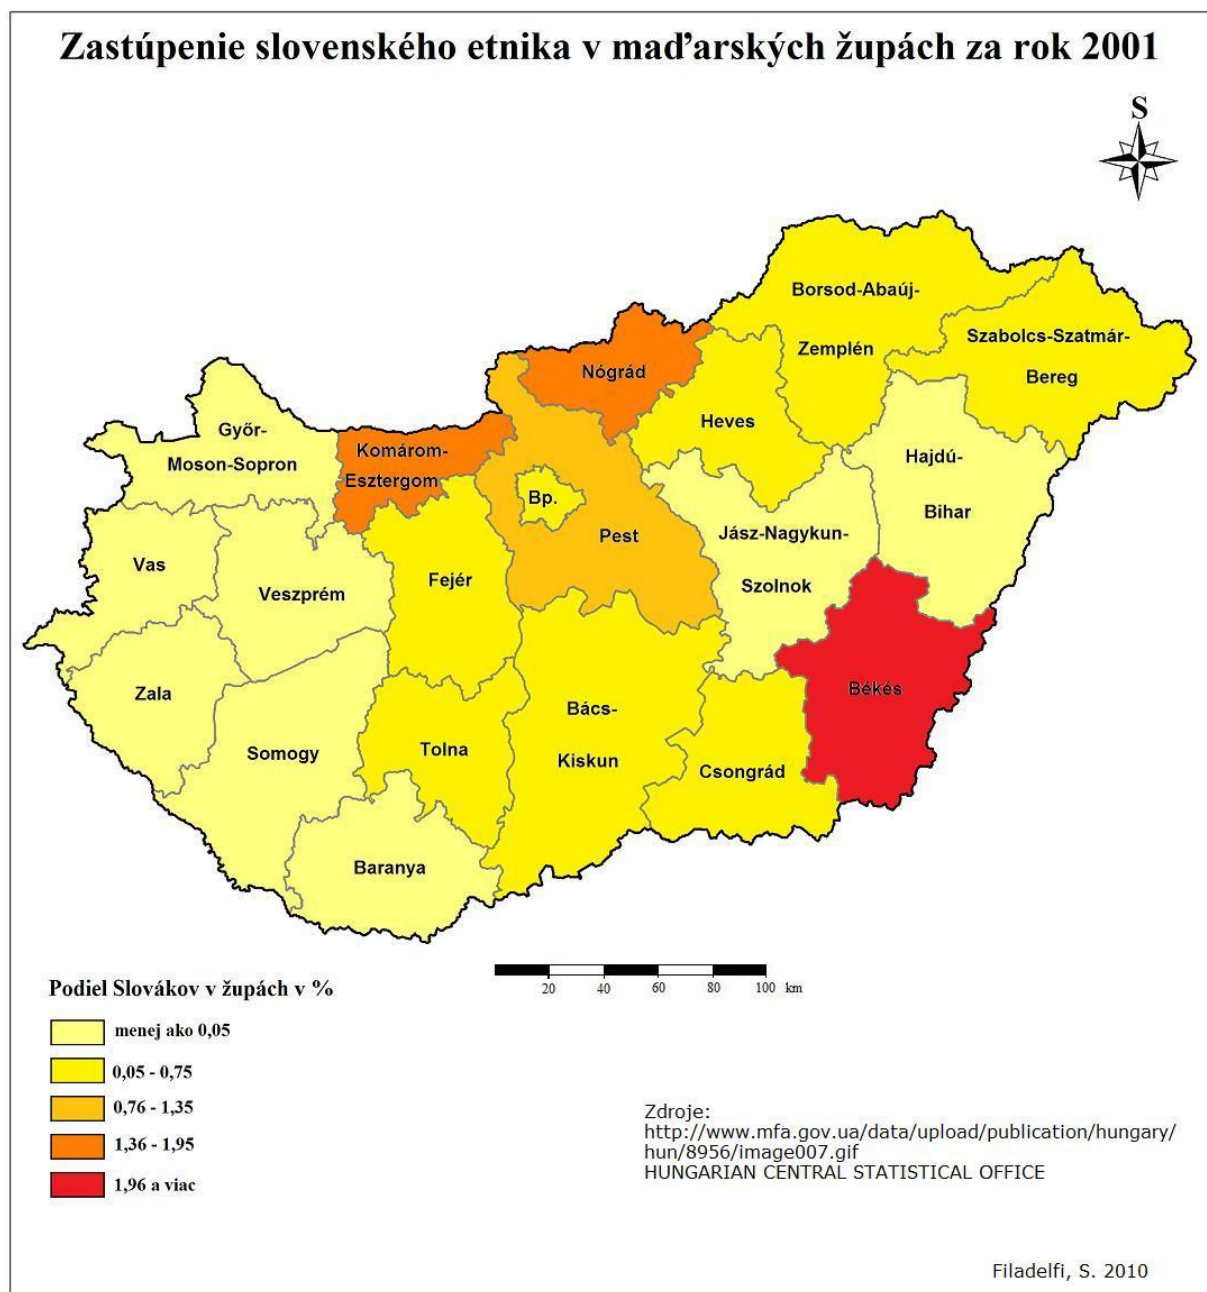 Zastúpenie slovenského etnika v maďarských župách za rok 2001
S
Borsod-Abaúj-
Zemplén
Szabolcs-Szatmár-
Bereg
Nógrád
Heves
Győr-
Moson-Sopron
Komárom-
Esztergom
Hajdú-
Bihar
Bp.
Pest
Jász-Nagykun-
Szolnok
Vas
Veszprém
Fejér
Zala
Somogy
Tolna
Bács-
Kiskun
Békés
Csongrád
Baranya
20 40 60 80 100 km
Podiel Slovákov v župách v %
menej ako 0,05
0,05 - 0,75
0,76 - 1,35
1,36 - 1,95
1,96 a viac
Zdroje:
http://www.mfa.gov.ua/data/upload/publication/hungary/
hun/8956/image007.gif
HUNGARIAN CENTRAL STATISTICAL OFFICE
Filadelfi, S. 2010